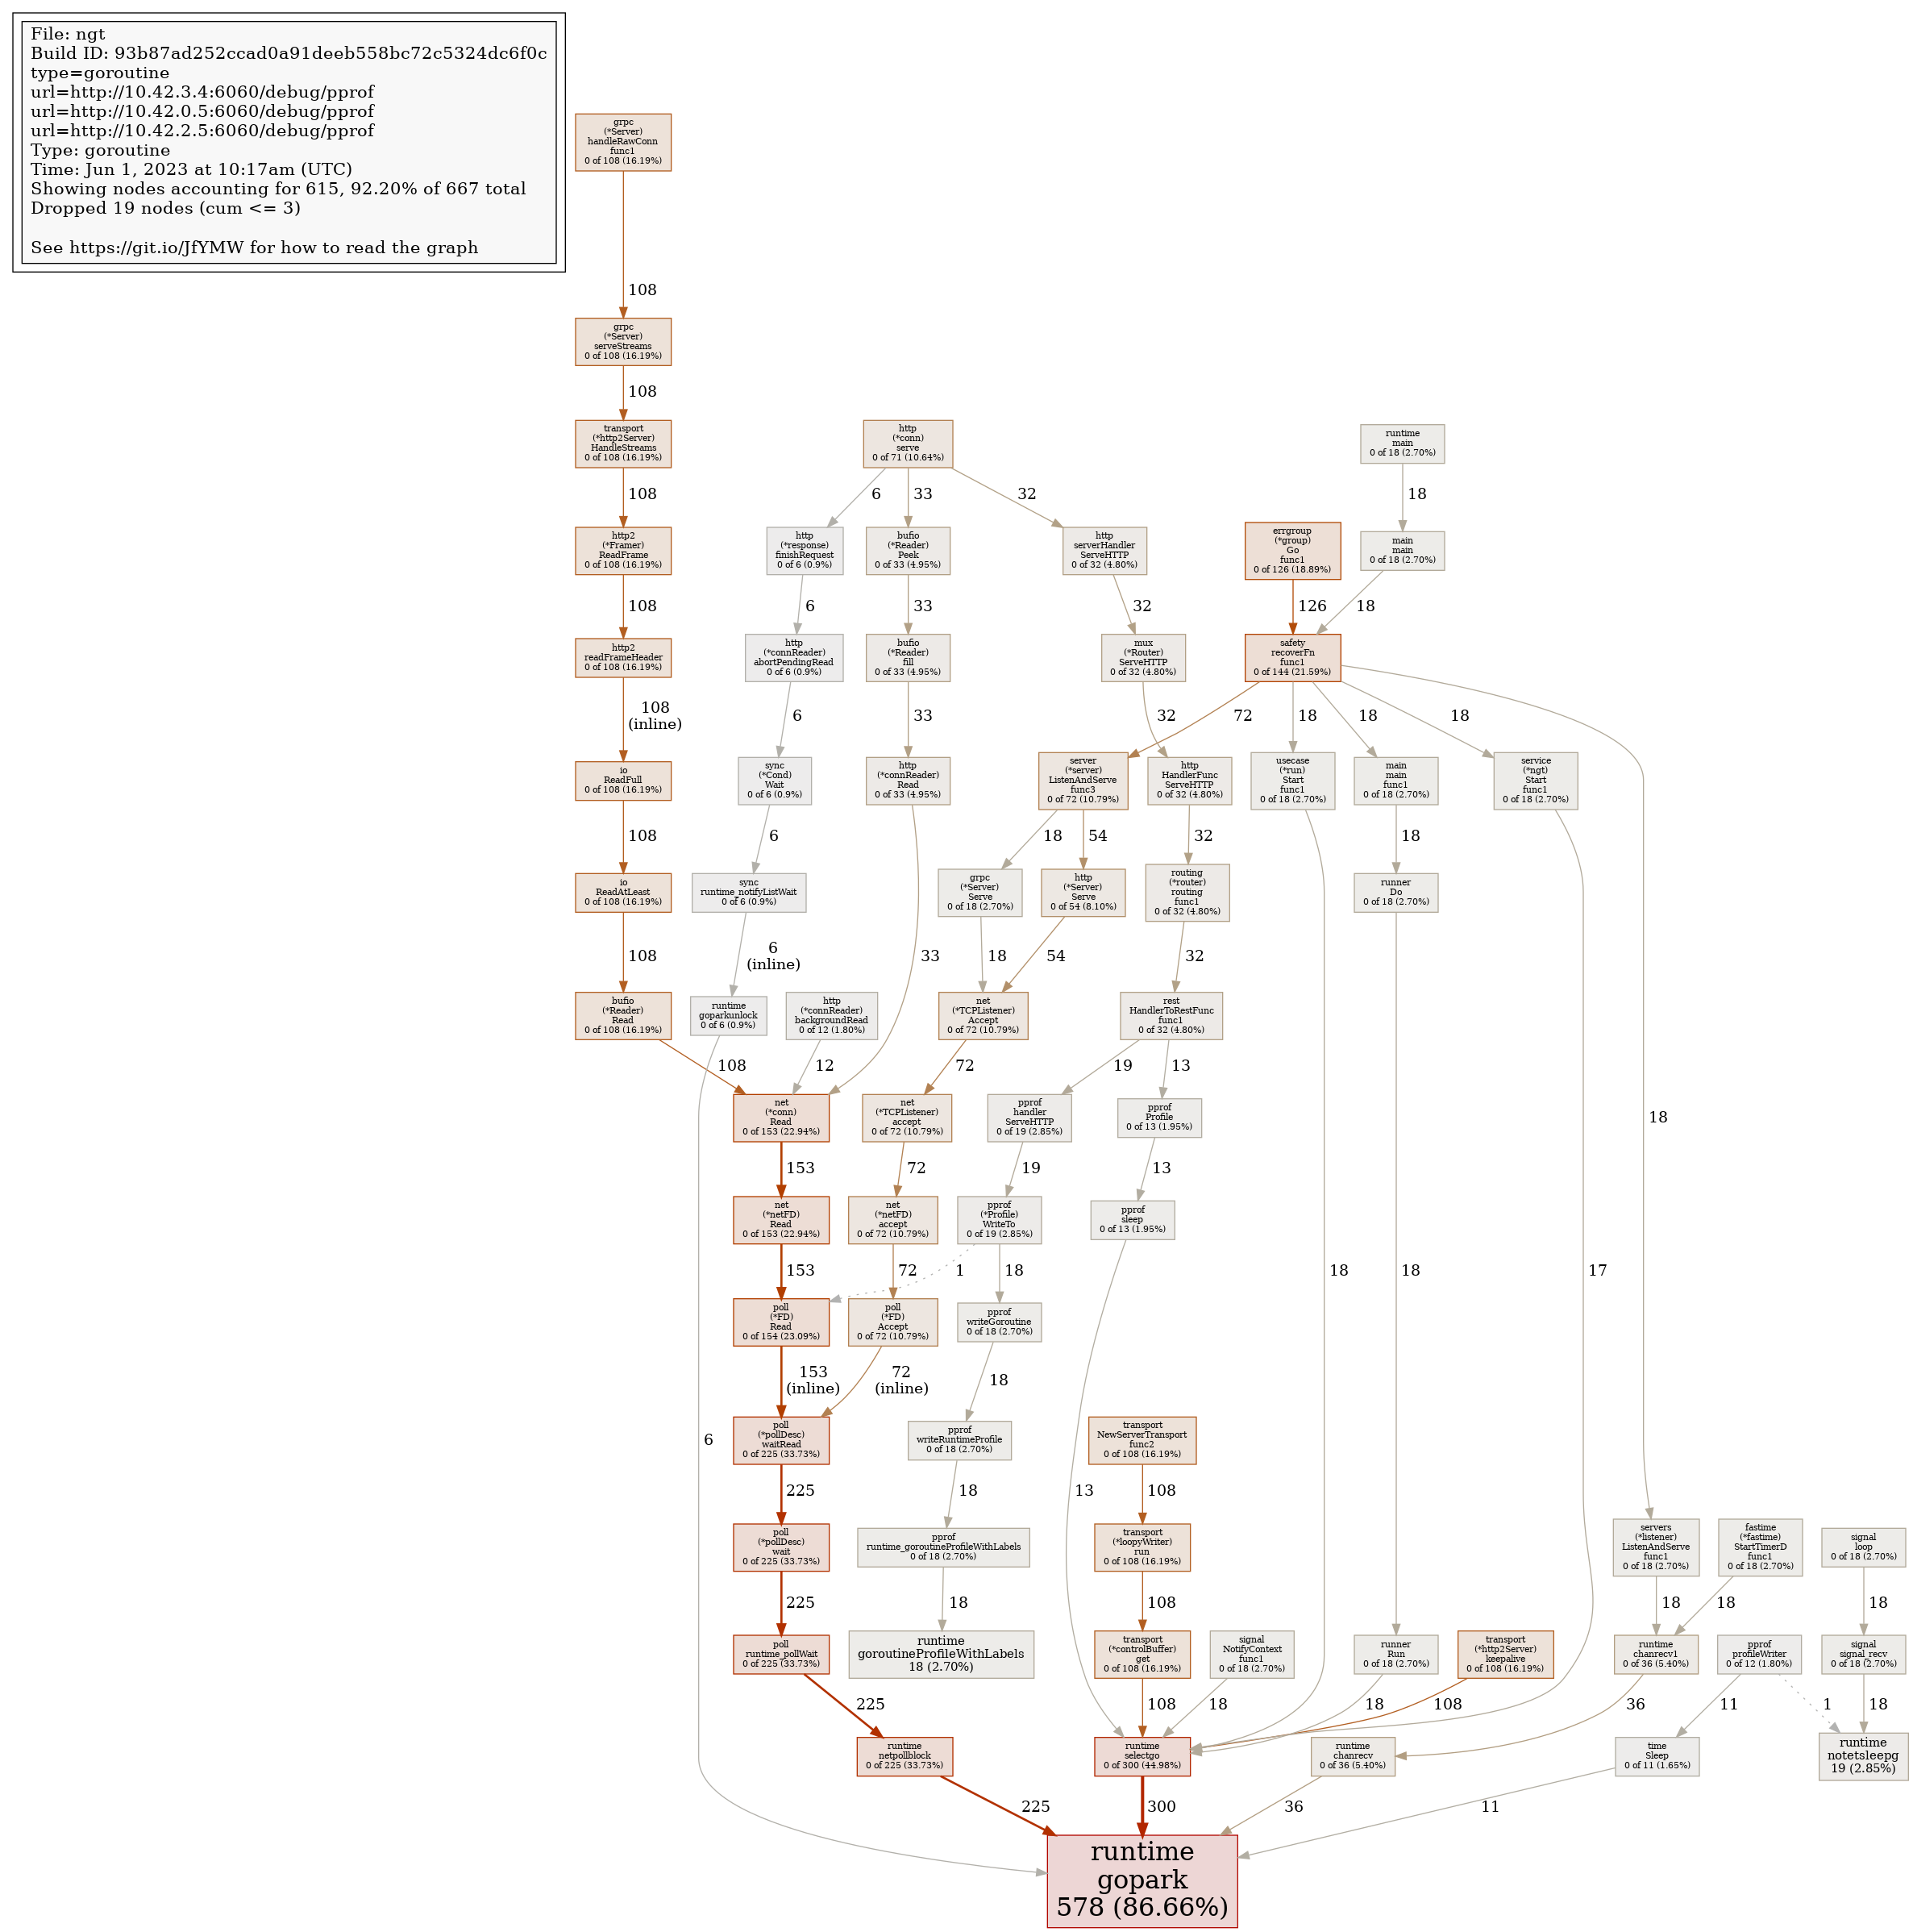 File: ngt
Build ID: 93b87ad252ccad0a91deeb558bc72c5324dc6f0c
type=goroutine
url=http://10.42.3.4:6060/debug/pprof
url=http://10.42.0.5:6060/debug/pprof
url=http://10.42.2.5:6060/debug/pprof
Type: goroutine
Time: Jun 1, 2023 at 10:17am (UTC)
Showing nodes accounting for 615, 92.20% of 667 total
Dropped 19 nodes (cum <= 3)
See https://git.io/JfYMW for how to read the graph
grpc
(*Server)
handleRawConn
func1
0 of 108 (16.19%)
108
grpc
(*Server)
serveStreams
0 of 108 (16.19%)
108
transport
(*http2Server)
HandleStreams
0 of 108 (16.19%)
108
http2
(*Framer)
ReadFrame
0 of 108 (16.19%)
108
http2
readFrameHeader
0 of 108 (16.19%)
108
(inline)
io
ReadFull
0 of 108 (16.19%)
108
io
ReadAtLeast
0 of 108 (16.19%)
108
bufio
(*Reader)
Read
0 of 108 (16.19%)
108
http
(*conn)
serve
0 of 71 (10.64%)
6
33
32
http
(*response)
finishRequest
0 of 6 (0.9%)
6
http
(*connReader)
abortPendingRead
0 of 6 (0.9%)
6
sync
(*Cond)
Wait
0 of 6 (0.9%)
6
sync
runtime_notifyListWait
0 of 6 (0.9%)
6
(inline)
runtime
goparkunlock
0 of 6 (0.9%)
6
bufio
(*Reader)
Peek
0 of 33 (4.95%)
33
bufio
(*Reader)
fill
0 of 33 (4.95%)
33
http
(*connReader)
Read
0 of 33 (4.95%)
33
http
(*connReader)
backgroundRead
0 of 12 (1.80%)
12
net
(*conn)
Read
0 of 153 (22.94%)
153
net
(*netFD)
Read
0 of 153 (22.94%)
153
poll
(*FD)
Read
0 of 154 (23.09%)
153
(inline)
poll
(*pollDesc)
waitRead
0 of 225 (33.73%)
225
poll
(*pollDesc)
wait
0 of 225 (33.73%)
225
poll
runtime_pollWait
0 of 225 (33.73%)
225
runtime
netpollblock
0 of 225 (33.73%)
225
http
serverHandler
ServeHTTP
0 of 32 (4.80%)
32
mux
(*Router)
ServeHTTP
0 of 32 (4.80%)
32
http
HandlerFunc
ServeHTTP
0 of 32 (4.80%)
32
routing
(*router)
routing
func1
0 of 32 (4.80%)
32
rest
HandlerToRestFunc
func1
0 of 32 (4.80%)
19
13
pprof
handler
ServeHTTP
0 of 19 (2.85%)
19
pprof
(*Profile)
WriteTo
0 of 19 (2.85%)
1
18
pprof
writeGoroutine
0 of 18 (2.70%)
18
pprof
writeRuntimeProfile
0 of 18 (2.70%)
18
pprof
runtime_goroutineProfileWithLabels
0 of 18 (2.70%)
18
runtime
goroutineProfileWithLabels
18 (2.70%)
pprof
Profile
0 of 13 (1.95%)
13
pprof
sleep
0 of 13 (1.95%)
13
runtime
main
0 of 18 (2.70%)
18
main
main
0 of 18 (2.70%)
18
errgroup
(*group)
Go
func1
0 of 126 (18.89%)
126
safety
recoverFn
func1
0 of 144 (21.59%)
72
18
18
18
18
server
(*server)
ListenAndServe
func3
0 of 72 (10.79%)
18
54
grpc
(*Server)
Serve
0 of 18 (2.70%)
18
http
(*Server)
Serve
0 of 54 (8.10%)
54
net
(*TCPListener)
Accept
0 of 72 (10.79%)
72
net
(*TCPListener)
accept
0 of 72 (10.79%)
72
net
(*netFD)
accept
0 of 72 (10.79%)
72
poll
(*FD)
Accept
0 of 72 (10.79%)
72
(inline)
usecase
(*run)
Start
func1
0 of 18 (2.70%)
18
main
main
func1
0 of 18 (2.70%)
18
runner
Do
0 of 18 (2.70%)
18
runner
Run
0 of 18 (2.70%)
18
service
(*ngt)
Start
func1
0 of 18 (2.70%)
17
transport
NewServerTransport
func2
0 of 108 (16.19%)
108
transport
(*loopyWriter)
run
0 of 108 (16.19%)
108
transport
(*controlBuffer)
get
0 of 108 (16.19%)
108
signal
NotifyContext
func1
0 of 18 (2.70%)
18
transport
(*http2Server)
keepalive
0 of 108 (16.19%)
108
servers
(*listener)
ListenAndServe
func1
0 of 18 (2.70%)
18
fastime
(*fastime)
StartTimerD
func1
0 of 18 (2.70%)
18
runtime
chanrecv1
0 of 36 (5.40%)
36
runtime
chanrecv
0 of 36 (5.40%)
36
pprof
profileWriter
0 of 12 (1.80%)
11
1
time
Sleep
0 of 11 (1.65%)
11
signal
loop
0 of 18 (2.70%)
18
signal
signal_recv
0 of 18 (2.70%)
18
runtime
notetsleepg
19 (2.85%)
runtime
selectgo
0 of 300 (44.98%)
300
runtime
gopark
578 (86.66%)